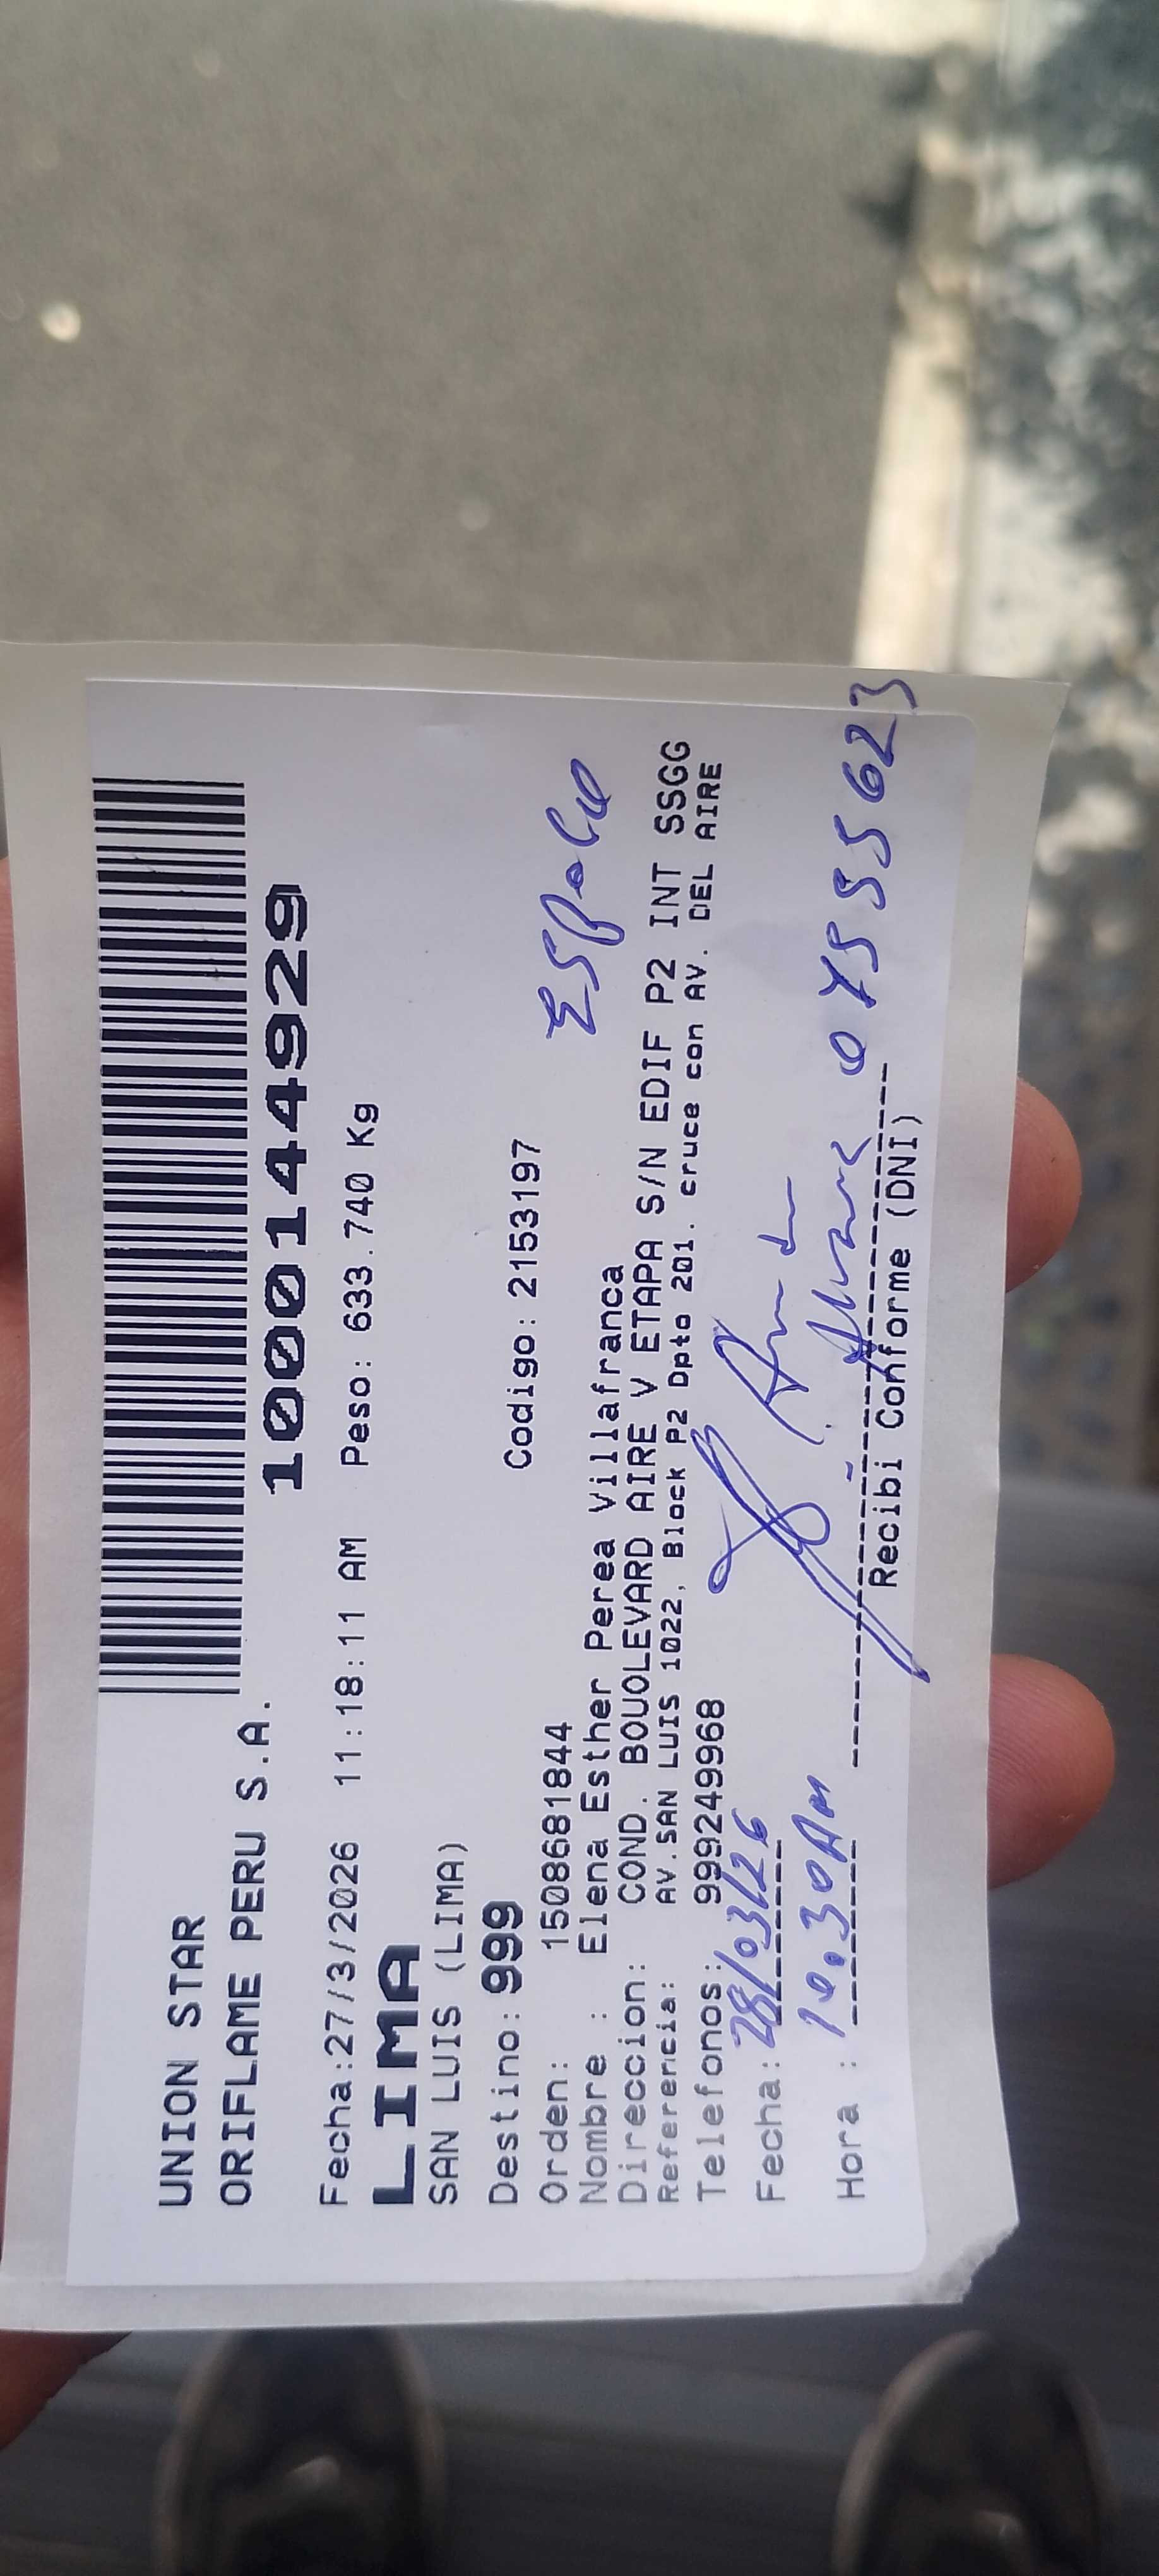 UNION STAR
ORIFLAME PERU S.A.
1000144929
Fecha:27/3/2026 11:18:11 AM Peso: 633.740 Kg
LIMA
SAN LUIS (LIMA)
Destino: 999 Codigo: 2153197
Orden: 150868​1844
Nombre : Elena Esther Perea Villafranca
Direccion: COND. BOUOLEVARD AIRE V ETAPA S/N EDIF P2 INT SSGG
Referencia: AV.SAN LUIS 1022, Block P2 Dpto 201. cruce con AV. DEL AIRE
Telefonos: 999249968
Fecha: 28/03/26
Hora : 10:30AM
Recibi Conforme (DNI)